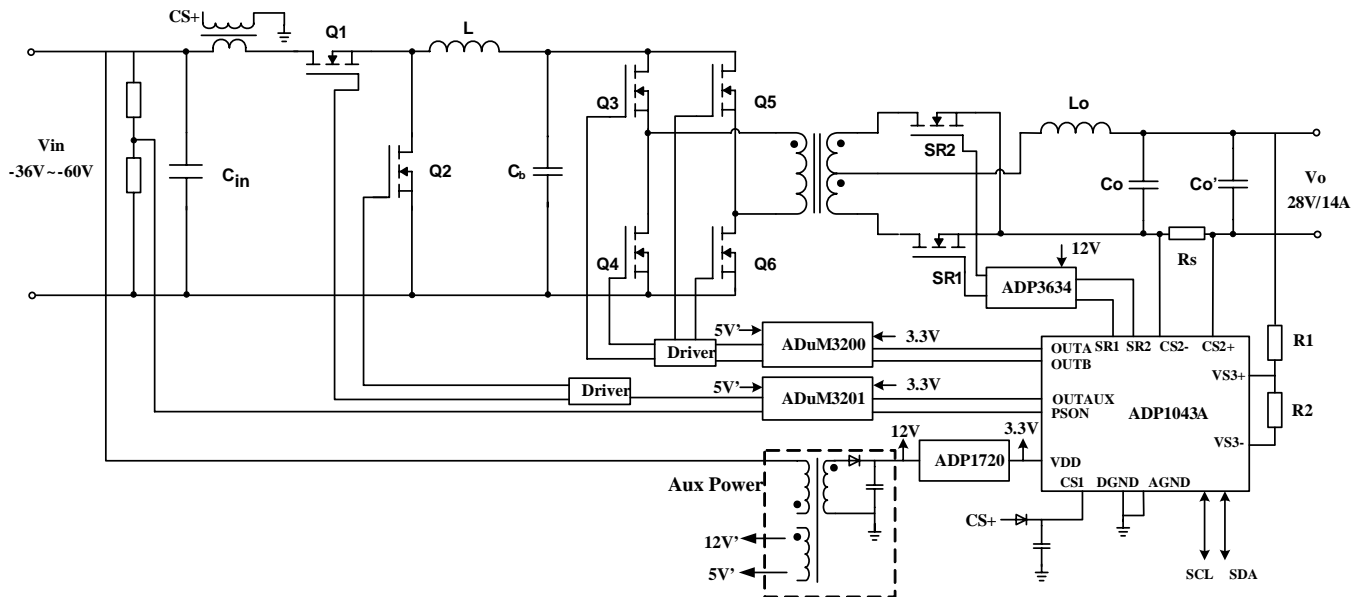 CS+
Q1
L
Q3
Q5
Lo
Vin
-36V~-60V
SR2
Cin
Q2
Cb
Co
Co'
Vo
28V/14A
Q4
Q6
SR1
12V
Rs
ADP3634
5V'
ADuM3200
3.3V
SR1 SR2 CS2- CS2+
R1
Driver
OUTA
OUTB
VS3+
Driver
5V'
ADuM3201
3.3V
OUTAUX
PSON
ADP1043A
R2
12V
3.3V
VS3-
ADP1720
VDD
Aux Power
CS1 DGND AGND
CS+
12V'
5V'
SCL SDA